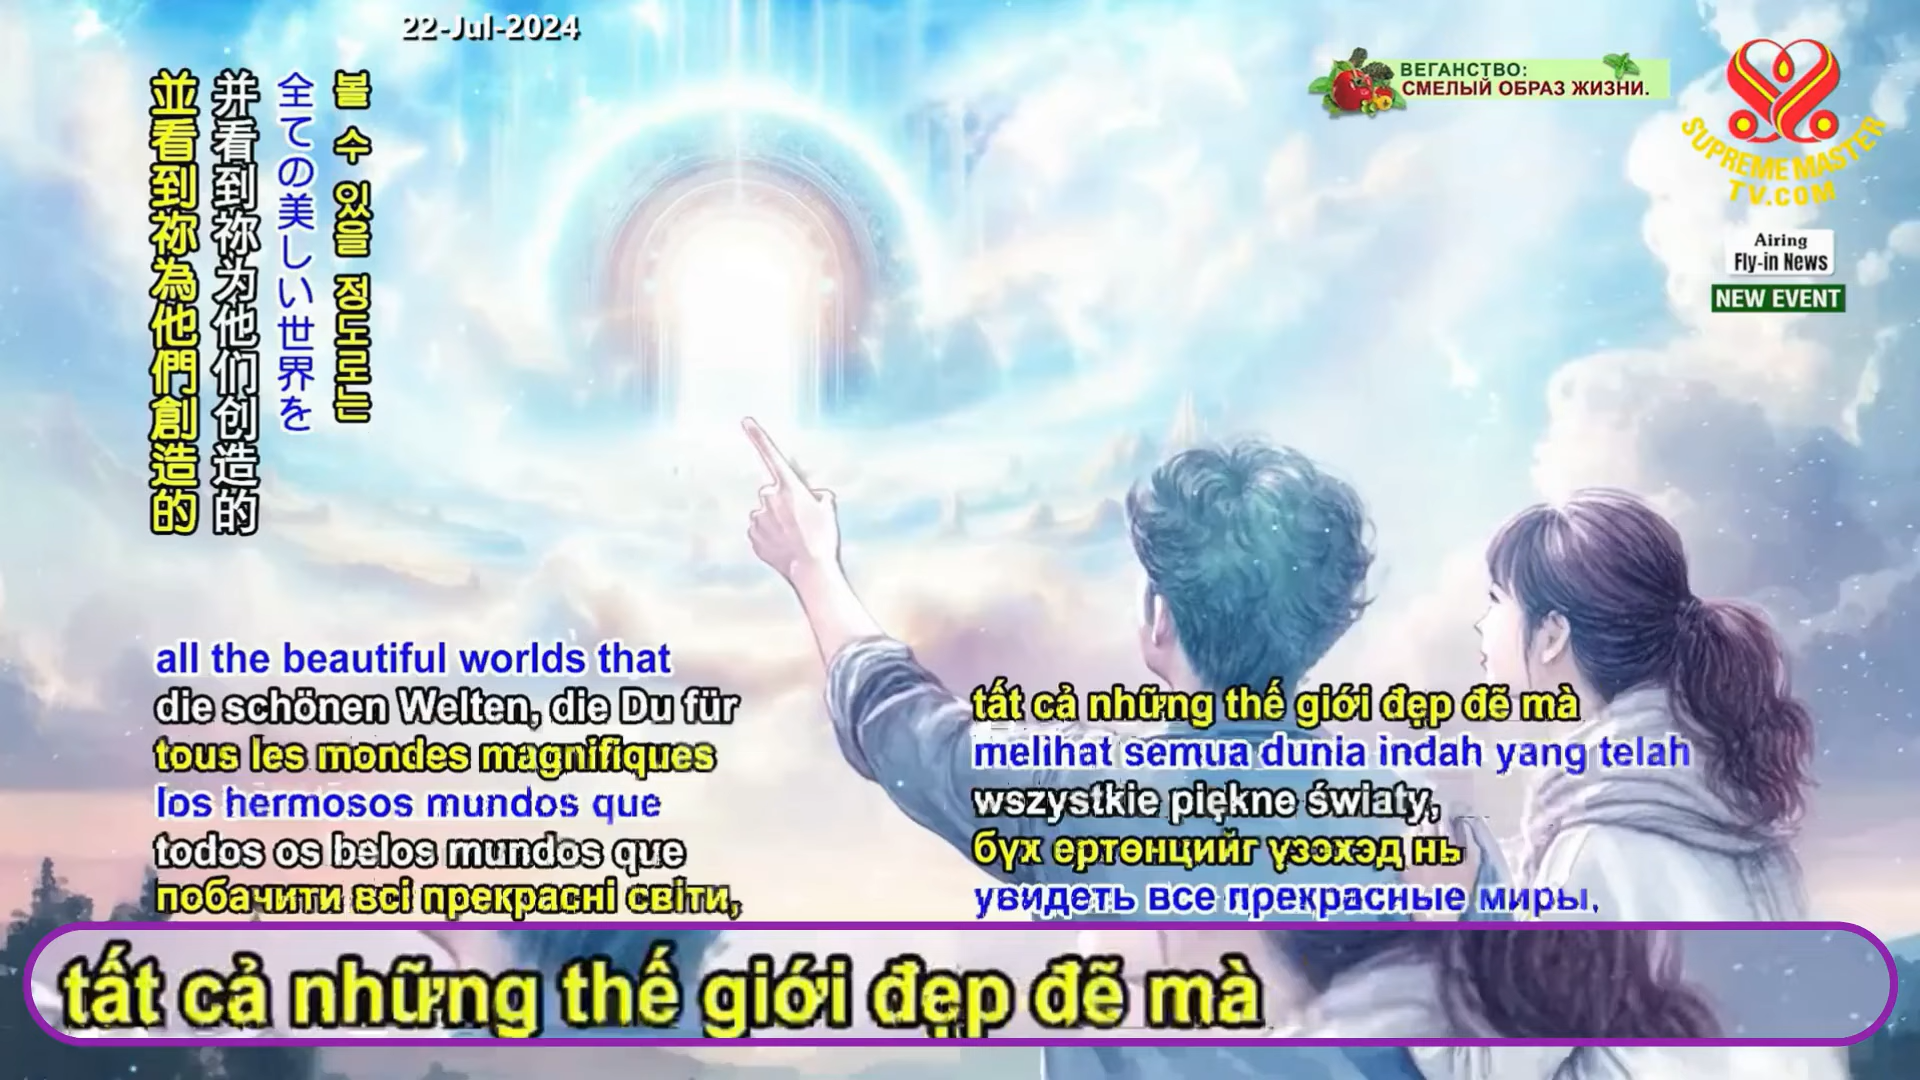 22-Jul-2024
ВЕГАНСТВО:
СМЕЛЫЙ ОБРАЗ ЖИЗНИ.
SUPREME MASTER
TV.COM
Airing
Fly-in News
NEW EVENT
볼 수 있을 정도로는
全ての美しい世界を
并看到祢为他们创造的
並看到祢為他們創造的
all the beautiful worlds that
die schönen Welten, die Du für
tous les mondes magnifiques
los hermosos mundos que
todos os belos mundos que
побачити всі прекрасні світи,
tất cả những thế giới đẹp đẽ mà
melihat semua dunia indah yang telah
wszystkie piękne światy,
бүх ертөнцийг үзэхэд нь
увидеть все прекрасные миры,
tất cả những thế giới đẹp đẽ mà